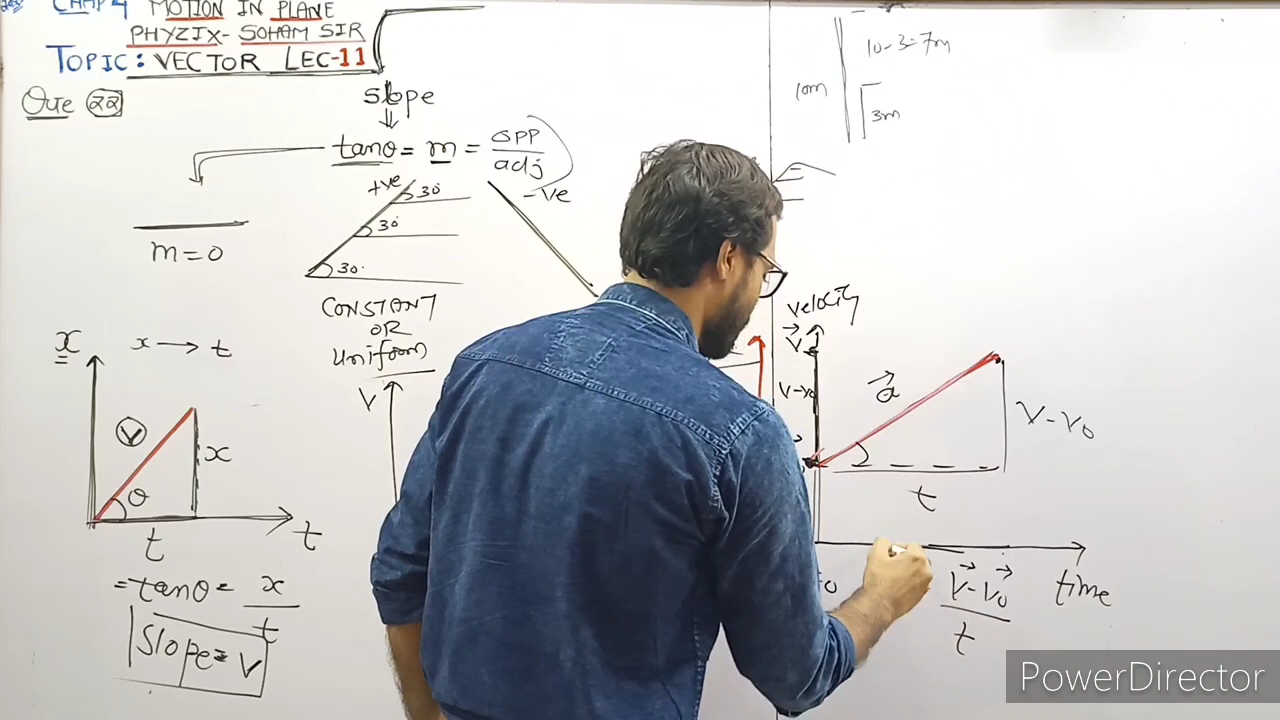 CHAP 4 MOTION IN PLANE
PHYZIX- SOHAM SIR
TOPIC: VECTOR LEC-11
Que 22
slope
tanθ = m = opp/adj
m=0
+ve
30
30
30
-ve
CONSTANT
OR
Uniform
x
x → t
V
x
θ
t
t
=tanθ = x/t
Slope = V
V
10-3=7m
10m
3m
velocity
V
V-V0
a
V-V0
t
V-V0/t
time
PowerDirector